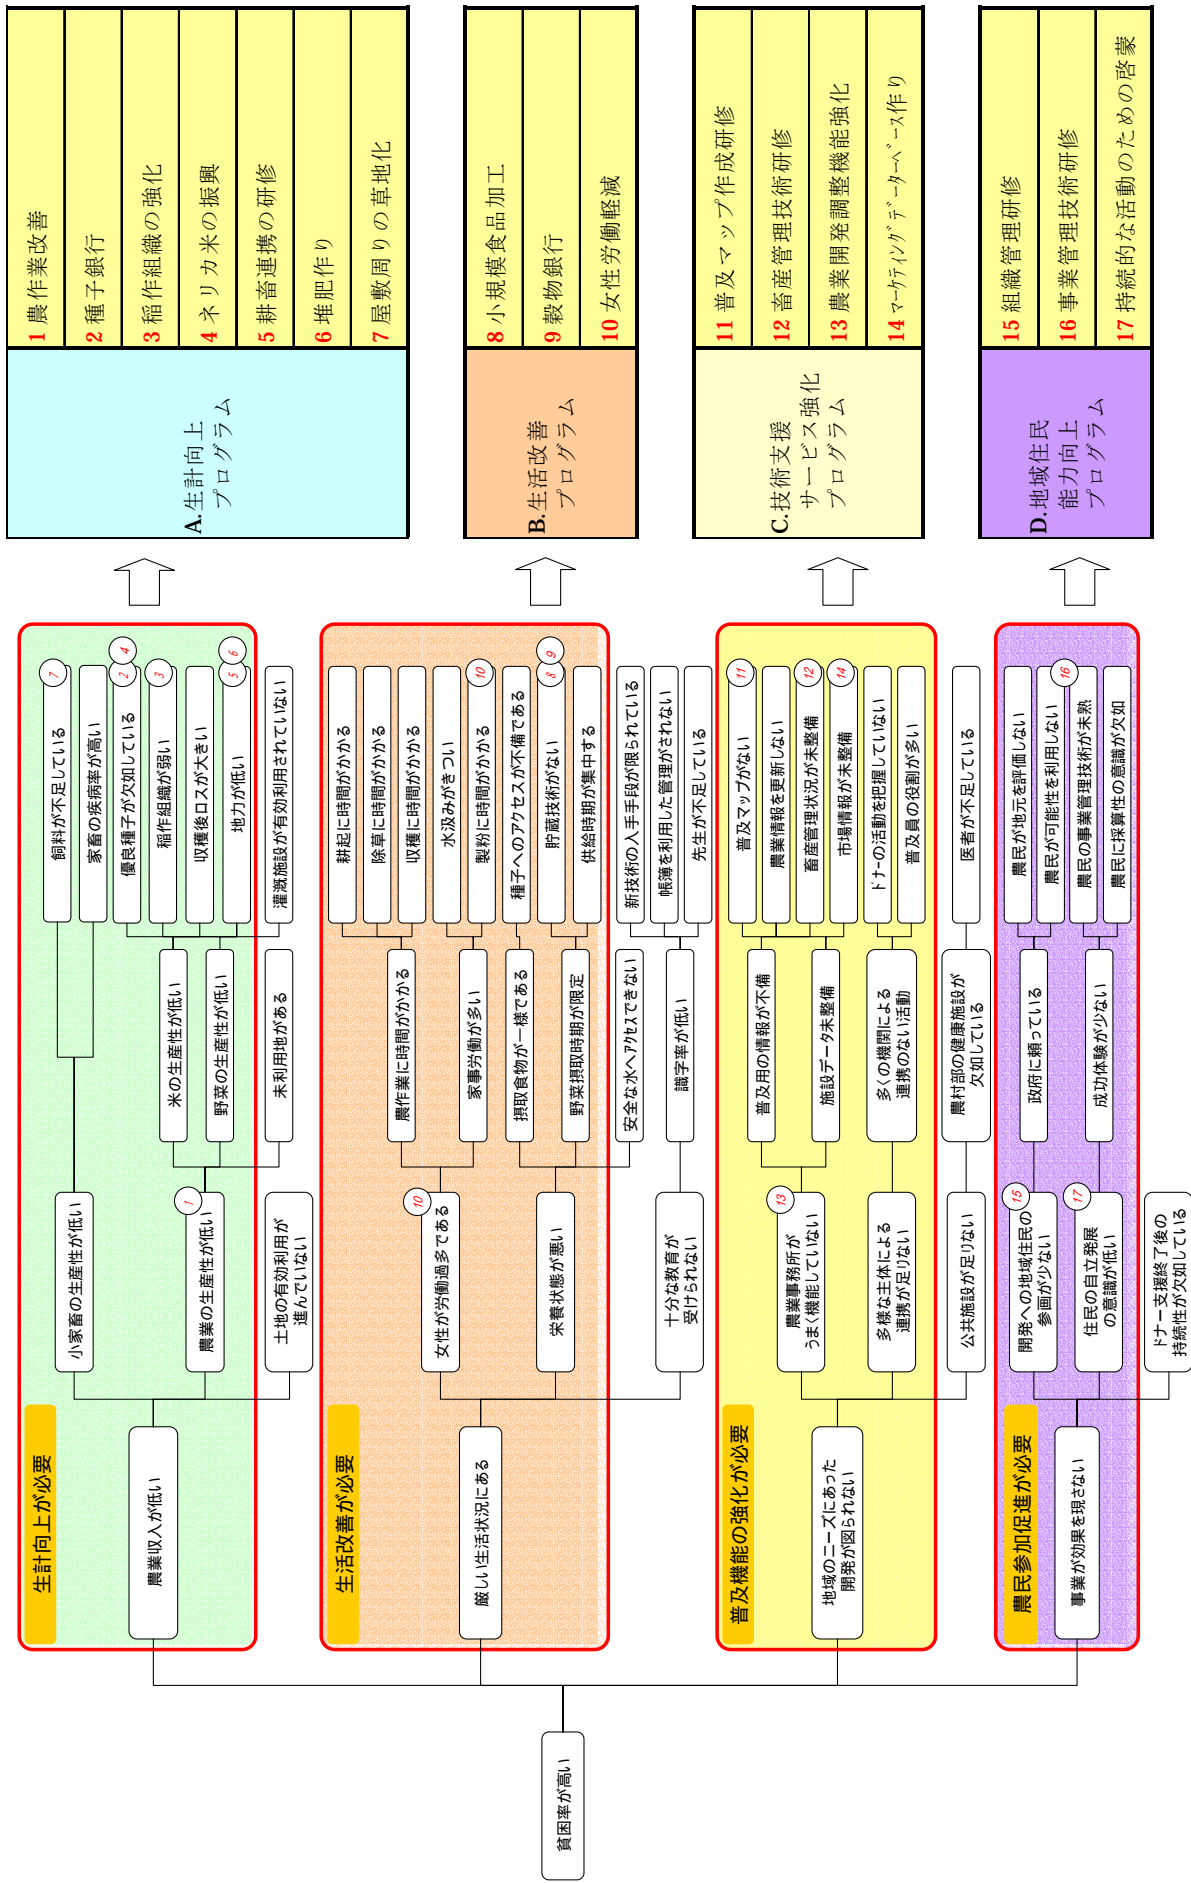 貧困率が高い
生計向上が必要
農業収入が低い
小家畜の生産性が低い
飼料が不足している
7
家畜の疾病率が高い
農業の生産性が低い
1
米の生産性が低い
野菜の生産性が低い
優良種子が欠如している
2
4
稲作組織が弱い
3
収穫後ロスが大きい
地力が低い
5
6
未利用地がある
灌漑施設が有効利用されていない
土地の有効利用が
進んでいない
生活改善が必要
厳しい生活状況にある
女性が労働過多である
10
農作業に時間がかかる
耕起に時間がかかる
除草に時間がかかる
収穫に時間がかかる
家事労働が多い
水汲みがきつい
製粉に時間がかかる
10
栄養状態が悪い
摂取食物が一様である
種子へのアクセスが不備である
野菜摂取時期が限定
貯蔵技術がない
8
9
供給時期が集中する
安全な水へアクセスできない
十分な教育が
受けられない
識字率が低い
新技術の入手手段が限られている
帳簿を利用した管理がされない
先生が不足している
普及機能の強化が必要
地域のニーズにあった
開発が図られない
農業事務所が
うまく機能していない
13
普及用の情報が不備
普及マップがない
11
農業情報を更新しない
施設データ未整備
畜産管理状況が未整備
12
市場情報が未整備
14
多様な主体による
連携が足りない
多くの機関による
連携のない活動
ドナーの活動を把握していない
普及員の役割が多い
公共施設が足りない
農村部の健康施設が
欠如している
医者が不足している
農民参加促進が必要
事業が効果を現さない
開発への地域住民の
参画が少ない
15
政府に頼っている
農民が地元を評価しない
農民が可能性を利用しない
住民の自立発展
の意識が低い
17
成功体験が少ない
農民の事業管理技術が未熟
16
農民に採算性の意識が欠如
ドナー支援終了後の
持続性が欠如している
A.生計向上
プログラム
1 農作業改善
2 種子銀行
3 稲作組織の強化
4 ネリカ米の振興
5 耕畜連携の研修
6 堆肥作り
7 屋敷周りの草地化
B.生活改善
プログラム
8 小規模食品加工
9 穀物銀行
10 女性労働軽減
C.技術支援
サービス強化
プログラム
11 普及マップ作成研修
12 畜産管理技術研修
13 農業開発調整機能強化
14 マーケティングデーターベース作り
D.地域住民
能力向上
プログラム
15 組織管理研修
16 事業管理技術研修
17 持続的な活動のための啓蒙